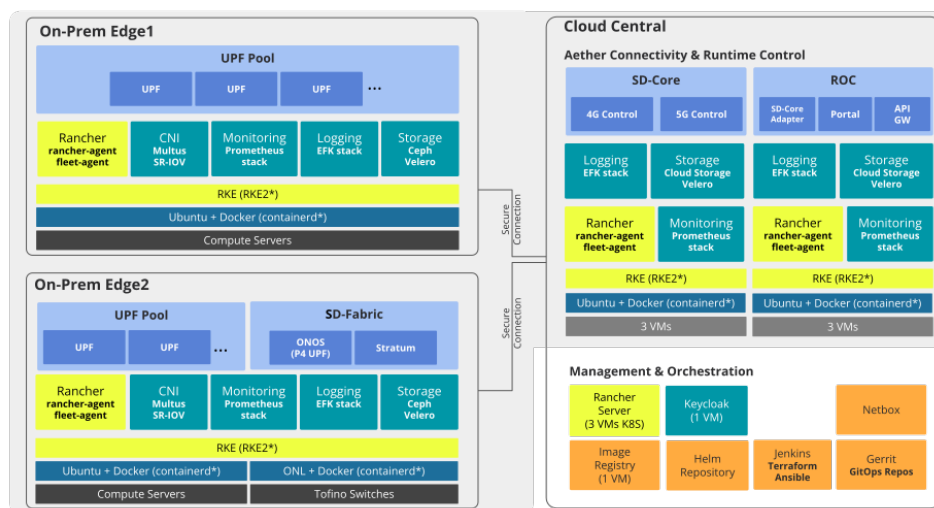 On-Prem Edge1
UPF Pool
UPF
UPF
UPF
...
Rancher
rancher-agent
fleet-agent
CNI
Multus
SR-IOV
Monitoring
Prometheus
stack
Logging
EFK stack
Storage
Ceph
Velero
RKE (RKE2*)
Ubuntu + Docker (containerd*)
Compute Servers
On-Prem Edge2
UPF Pool
UPF
UPF
...
SD-Fabric
ONOS
(P4 UPF)
Stratum
Rancher
rancher-agent
fleet-agent
CNI
Multus
SR-IOV
Monitoring
Prometheus
stack
Logging
EFK stack
Storage
Ceph
Velero
RKE (RKE2*)
Ubuntu + Docker (containerd*)
ONL + Docker (containerd*)
Compute Servers
Tofino Switches
Secure
Connection
Secure
Connection
Cloud Central
Aether Connectivity & Runtime Control
SD-Core
4G Control
5G Control
Logging
EFK stack
Storage
Cloud Storage
Velero
Rancher
rancher-agent
fleet-agent
Monitoring
Prometheus
stack
RKE (RKE2*)
Ubuntu + Docker (containerd*)
3 VMs
ROC
SD-Core
Adapter
Portal
API
GW
Logging
EFK stack
Storage
Cloud Storage
Velero
Rancher
rancher-agent
fleet-agent
Monitoring
Prometheus
stack
RKE (RKE2*)
Ubuntu + Docker (containerd*)
3 VMs
Management & Orchestration
Rancher
Server
(3 VMs K8S)
Keycloak
(1 VM)
Netbox
Image
Registry
(1 VM)
Helm
Repository
Jenkins
Terraform
Ansible
Gerrit
GitOps Repos